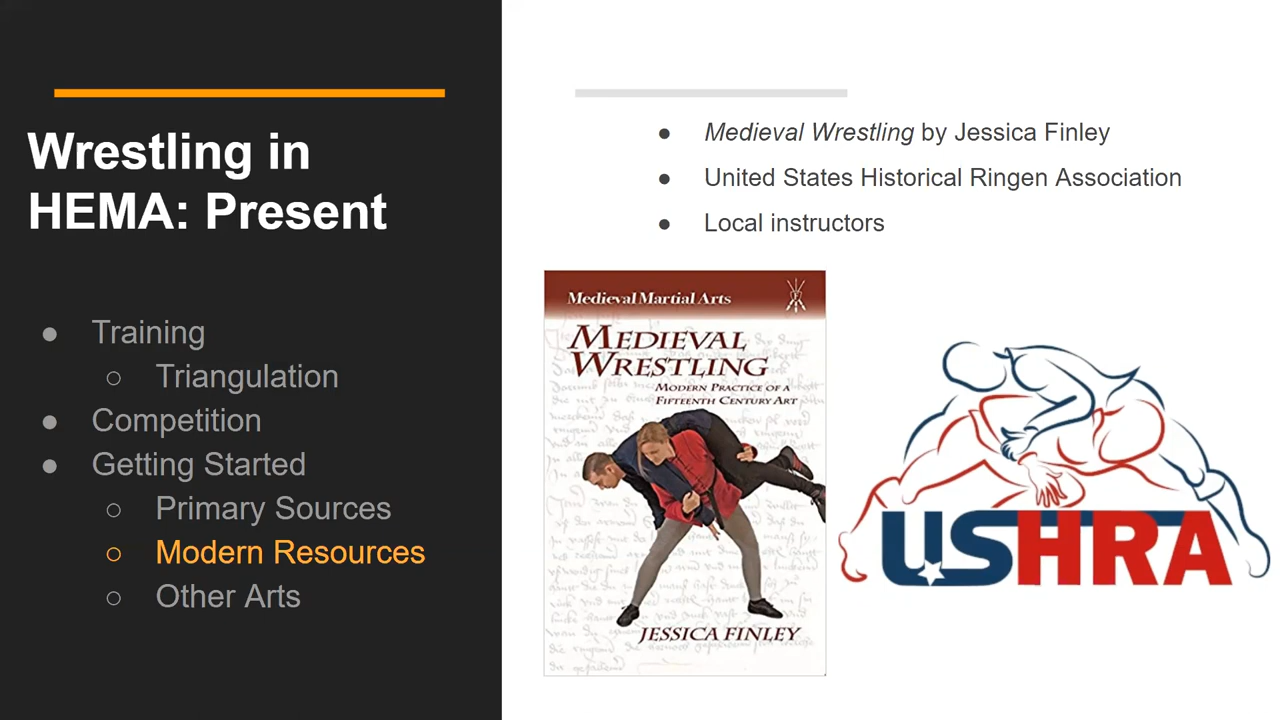 Wrestling in
HEMA: Present
● Training
○ Triangulation
● Competition
● Getting Started
○ Primary Sources
○ Modern Resources
○ Other Arts
● Medieval Wrestling by Jessica Finley
● United States Historical Ringen Association
● Local instructors
Medieval Martial Arts
MEDIEVAL
WRESTLING
MODERN PRACTICE OF A
FIFTEENTH CENTURY ART
JESSICA FINLEY
USHRA